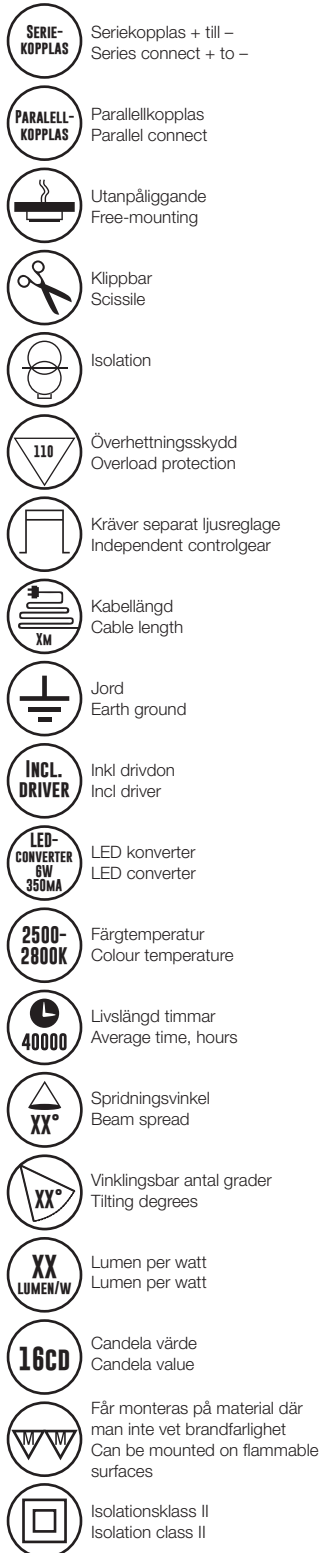 SERIE-
KOPPLAS
Seriekopplas + till –
Series connect + to –
PARALELL-
KOPPLAS
Parallellkopplas
Parallel connect
Utanpåliggande
Free-mounting
Klippbar
Scissile
Isolation
110
Överhettningsskydd
Overload protection
Kräver separat ljusreglage
Independent controlgear
XM
Kabellängd
Cable length
Jord
Earth ground
INCL.
DRIVER
Inkl drivdon
Incl driver
LED-
CONVERTER
6W
350MA
LED konverter
LED converter
2500-
2800K
Färgtemperatur
Colour temperature
40000
Livslängd timmar
Average time, hours
XX°
Spridningsvinkel
Beam spread
XX°
Vinklingsbar antal grader
Tilting degrees
XX
LUMEN/W
Lumen per watt
Lumen per watt
16CD
Candela värde
Candela value
M M
Får monteras på material där
man inte vet brandfarlighet
Can be mounted on flammable
surfaces
Isolationsklass II
Isolation class II